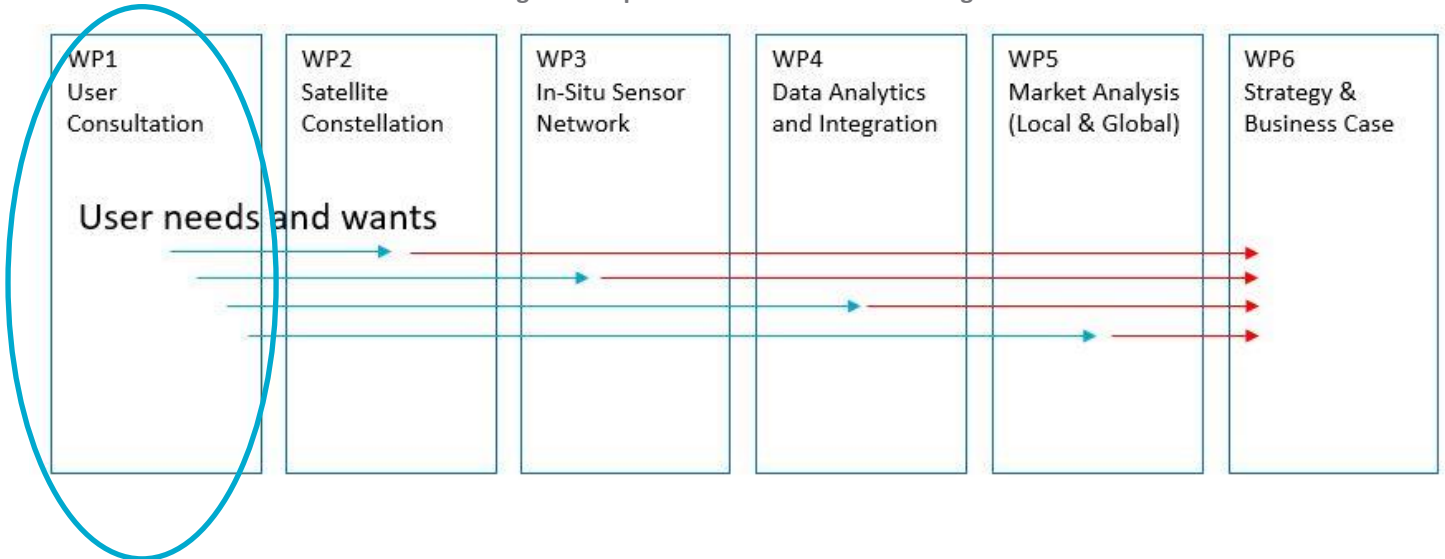 WP1
User
Consultation
WP2
Satellite
Constellation
WP3
In-Situ Sensor
Network
WP4
Data Analytics
and Integration
WP5
Market Analysis
(Local & Global)
WP6
Strategy &
Business Case
User needs and wants